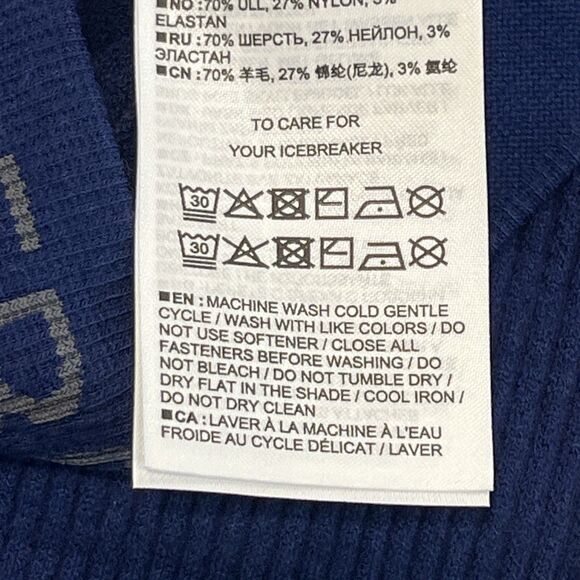 ■NO:70% ULL, 27% NYLON, 3%
ELASTAN
■RU:70% ШЕРСТЬ, 27% НЕЙЛОН, 3%
ЭЛАСТАН
■CN:70% 羊毛, 27% 锦纶(尼龙), 3% 氨纶
TO CARE FOR
YOUR ICEBREAKER
30
30
■EN:MACHINE WASH COLD GENTLE
CYCLE / WASH WITH LIKE COLORS / DO
NOT USE SOFTENER / CLOSE ALL
FASTENERS BEFORE WASHING / DO
NOT BLEACH / DO NOT TUMBLE DRY /
DRY FLAT IN THE SHADE / COOL IRON /
DO NOT DRY CLEAN
■CA:LAVER À LA MACHINE À L'EAU
FROIDE AU CYCLE DÉLICAT / LAVER